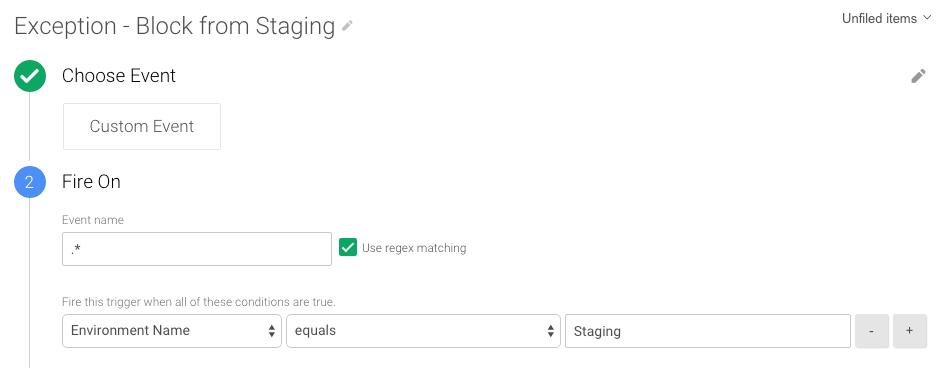 Exception - Block from Staging
Unfiled items
Choose Event
Custom Event
2
Fire On
Event name
.*
Use regex matching
Fire this trigger when all of these conditions are true.
Environment Name equals Staging - +